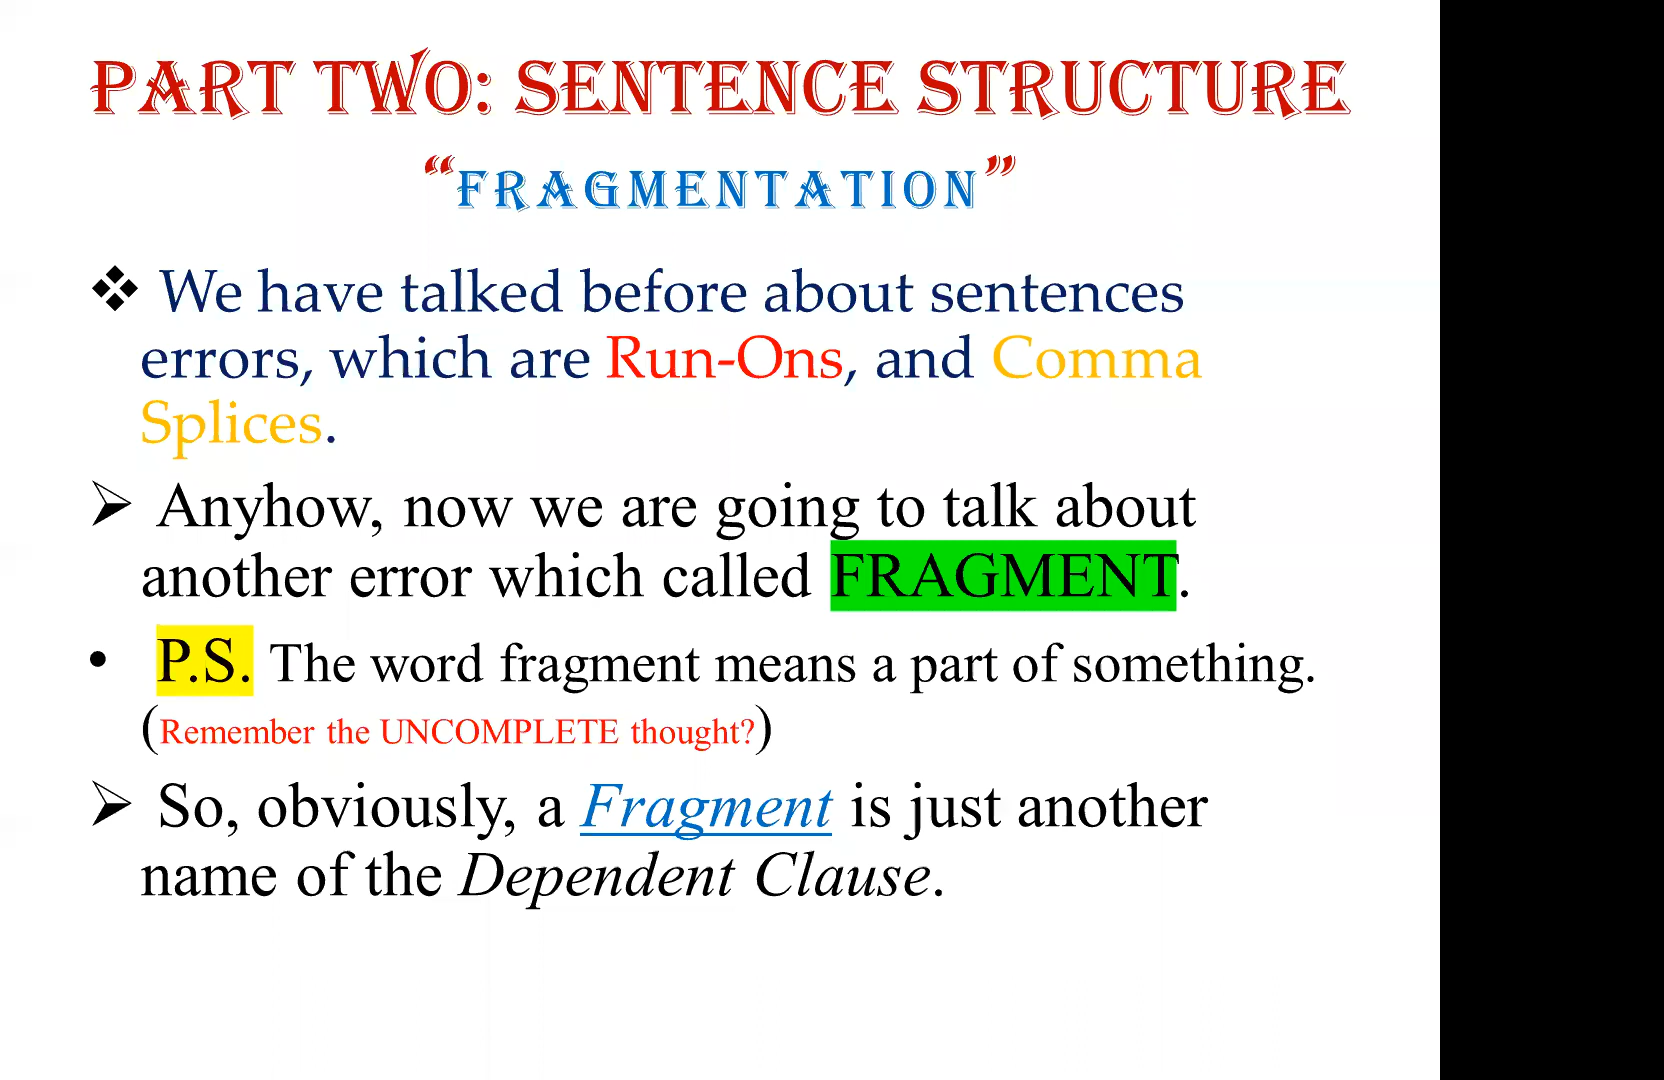 PART TWO: SENTENCE STRUCTURE
“FRAGMENTATION”
❖ We have talked before about sentences
errors, which are Run-Ons, and Comma
Splices.
➢ Anyhow, now we are going to talk about
another error which called FRAGMENT.
• P.S. The word fragment means a part of something.
(Remember the UNCOMPLETE thought?)
➢ So, obviously, a Fragment is just another
name of the Dependent Clause.